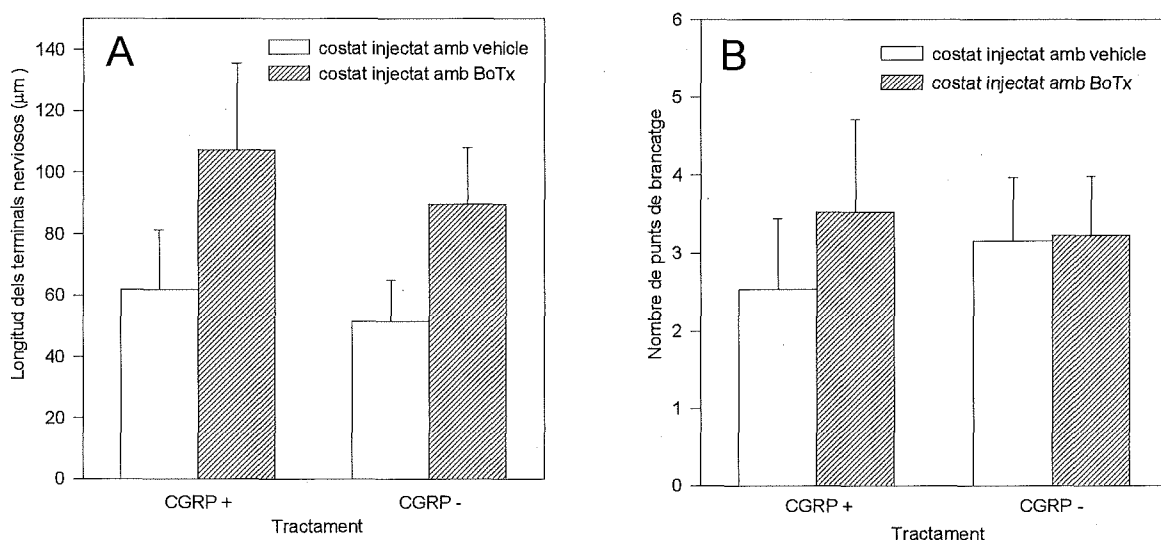 A
costat injectat amb vehicle
costat injectat amb BoTx
Longitud dels terminals nerviosos (µm)
140
120
100
80
60
40
20
0
CGRP +
CGRP -
Tractament
B
costat injectat amb vehicle
costat injectat amb BoTx
Nombre de punts de brancatge
6
5
4
3
2
1
0
CGRP +
CGRP -
Tractament